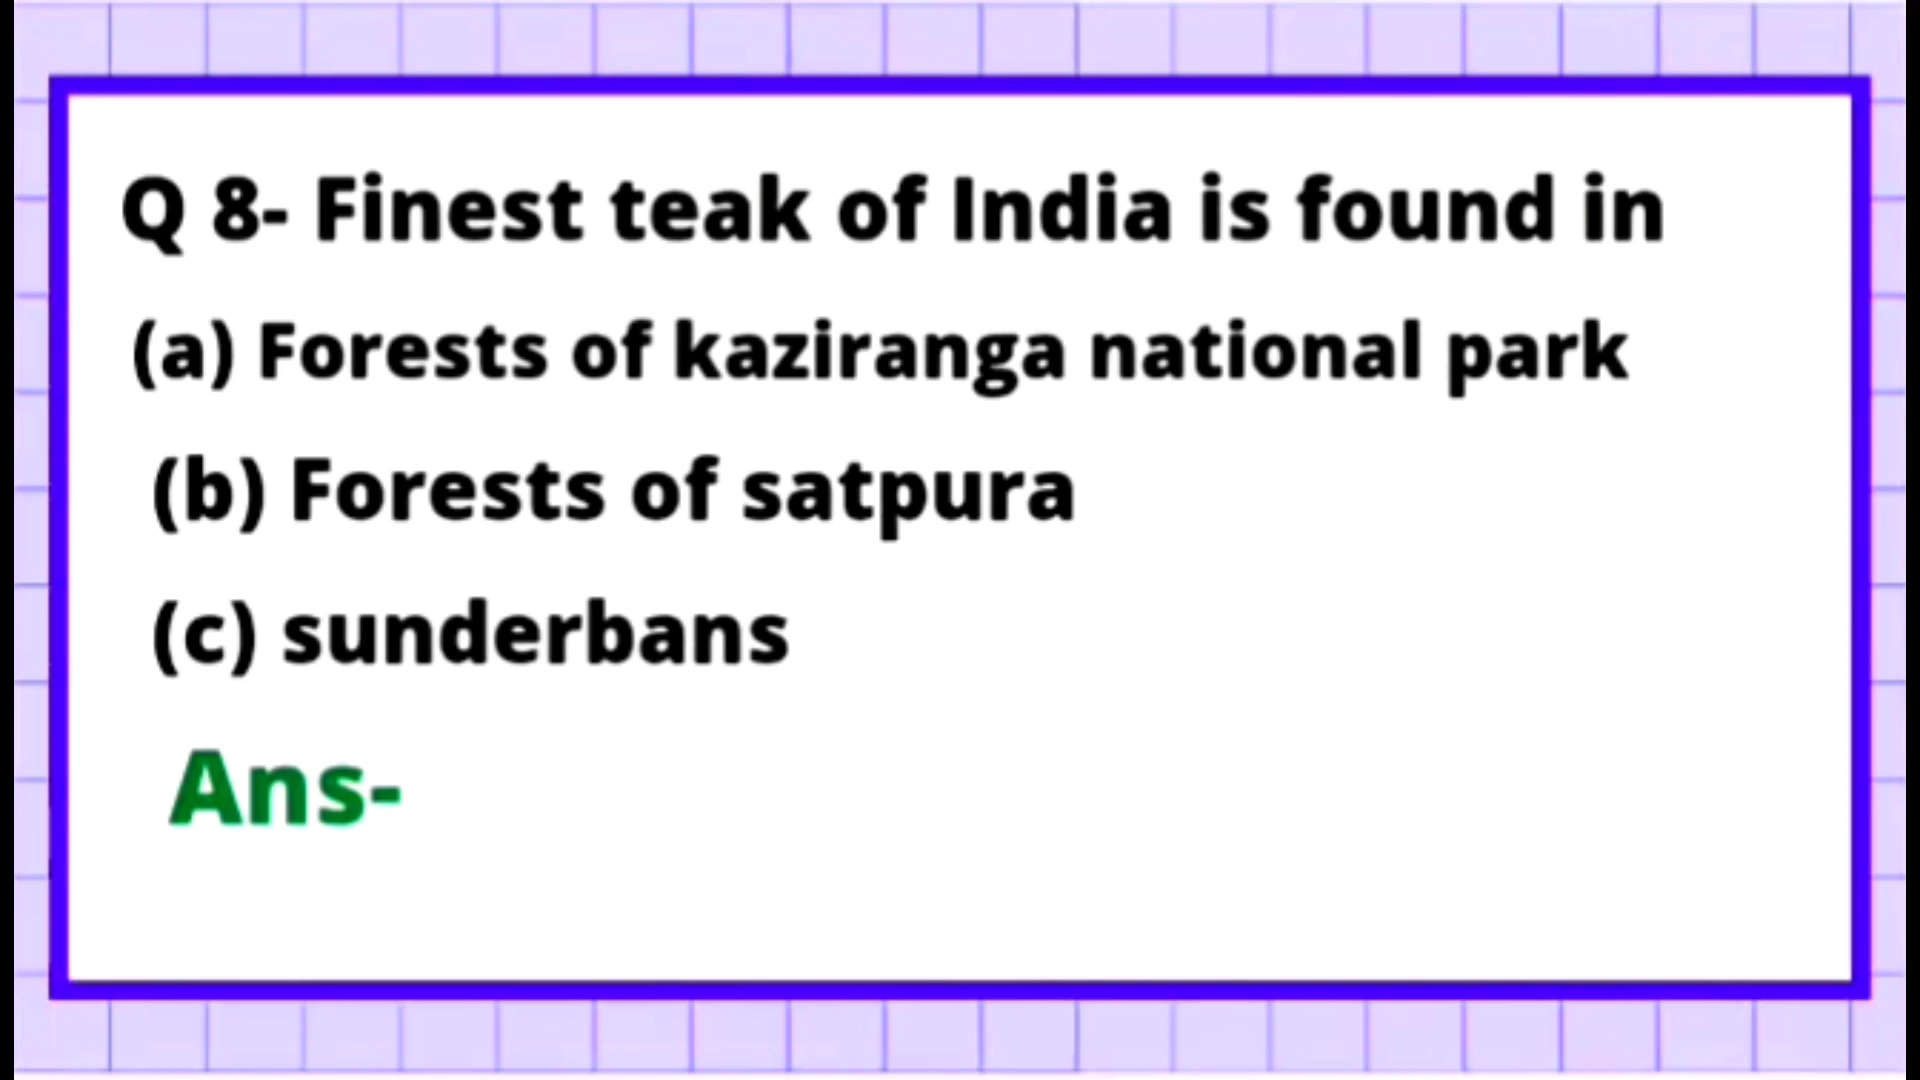 Q 8- Finest teak of India is found in
(a) Forests of kaziranga national park
(b) Forests of satpura
(c) sunderbans
Ans-